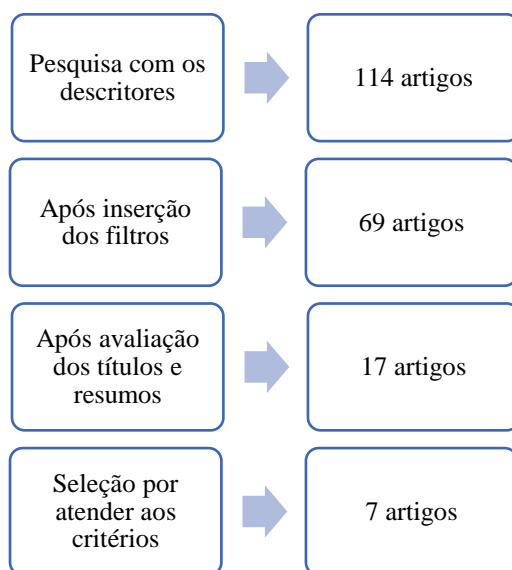 Pesquisa com os
descritores
114 artigos
Após inserção
dos filtros
69 artigos
Após avaliação
dos títulos e
resumos
17 artigos
Seleção por
atender aos
critérios
7 artigos